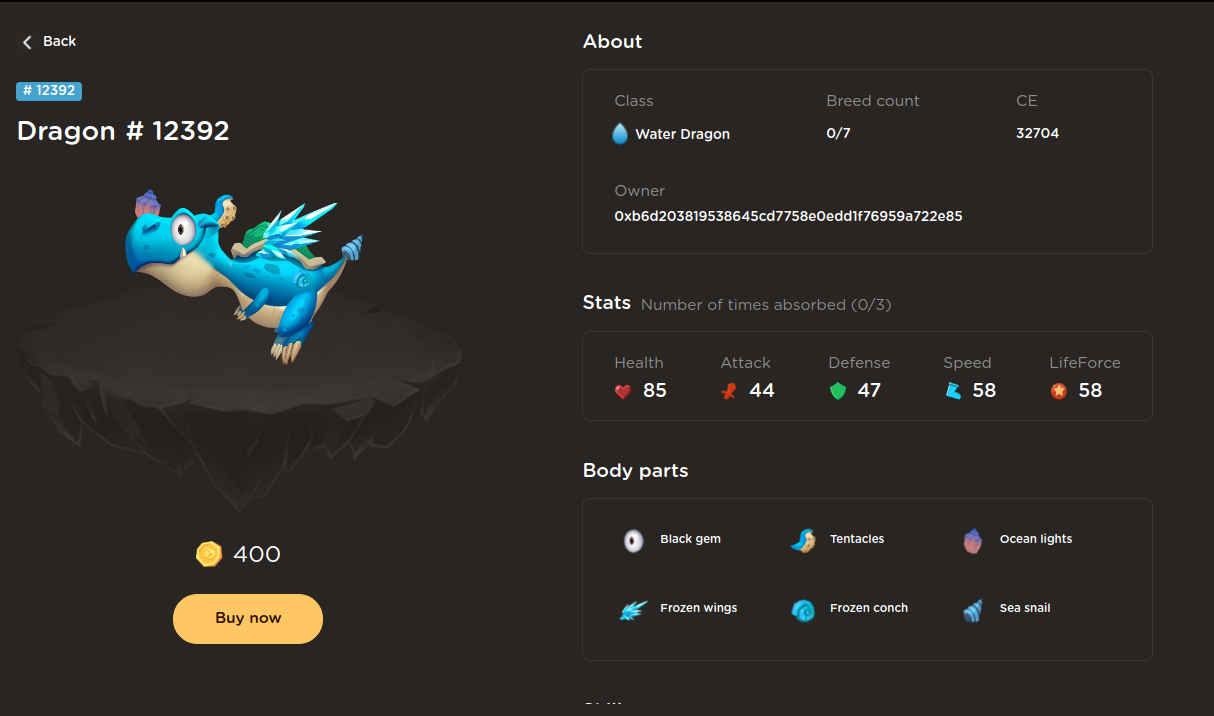 Back
# 12392
Dragon # 12392
400
Buy now
About
Class Breed count CE
Water Dragon 0/7 32704
Owner
0xb6d203819538645cd7758e0edd1f76959a722e85
Stats Number of times absorbed (0/3)
Health Attack Defense Speed LifeForce
85 44 47 58 58
Body parts
Black gem Tentacles Ocean lights
Frozen wings Frozen conch Sea snail